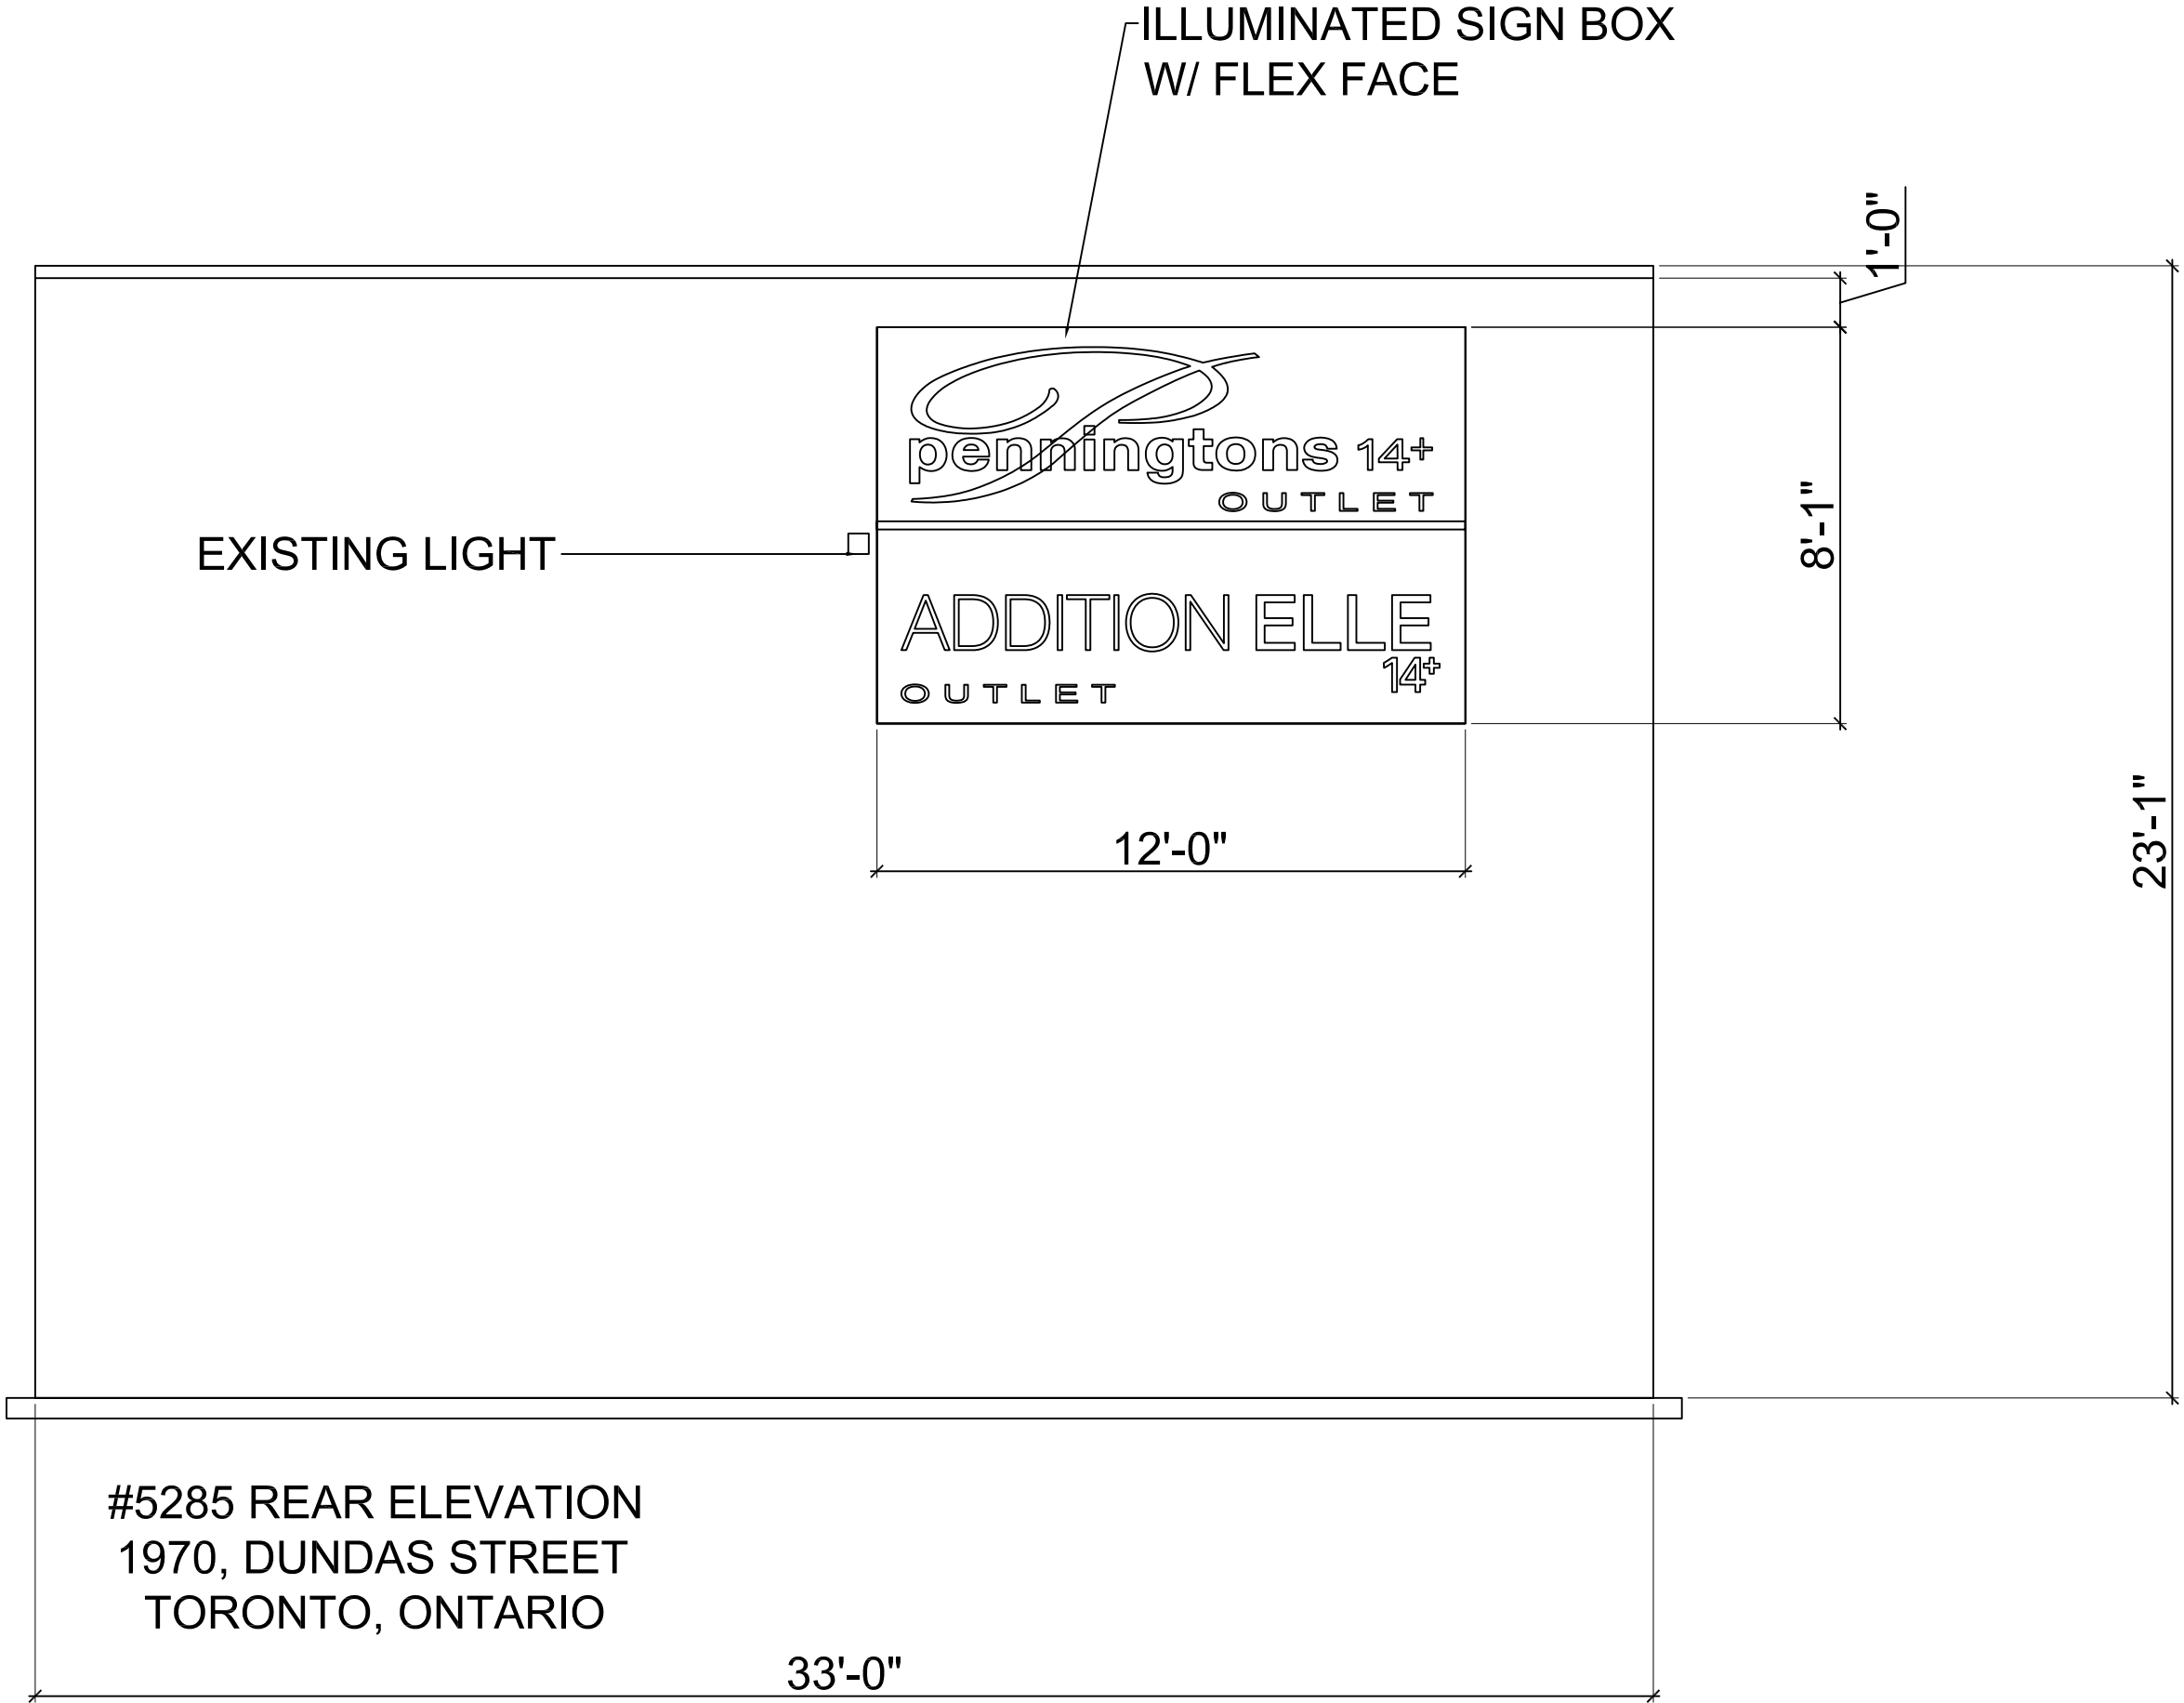 ILLUMINATED SIGN BOX
W/ FLEX FACE
1'-0"
penningtons 14+
OUTLET
8'-1"
EXISTING LIGHT
ADDITION ELLE
14+
OUTLET
12'-0"
23'-1"
#5285 REAR ELEVATION
1970, DUNDAS STREET
TORONTO, ONTARIO
33'-0"